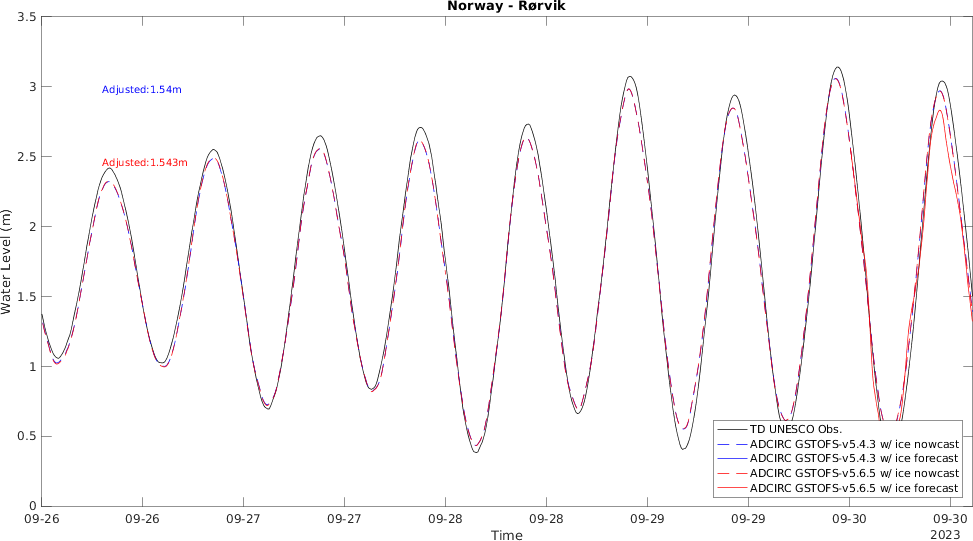 Norway - Rørvik
3.5
3
2.5
2
1.5
1
0.5
0
Water Level (m)
Adjusted:1.54m
Adjusted:1.543m
TD UNESCO Obs.
ADCIRC GSTOFS-v5.4.3 w/ ice nowcast
ADCIRC GSTOFS-v5.4.3 w/ ice forecast
ADCIRC GSTOFS-v5.6.5 w/ ice nowcast
ADCIRC GSTOFS-v5.6.5 w/ ice forecast
09-26 09-26 09-27 09-27 09-28 09-28 09-29 09-29 09-30 09-30
2023
Time